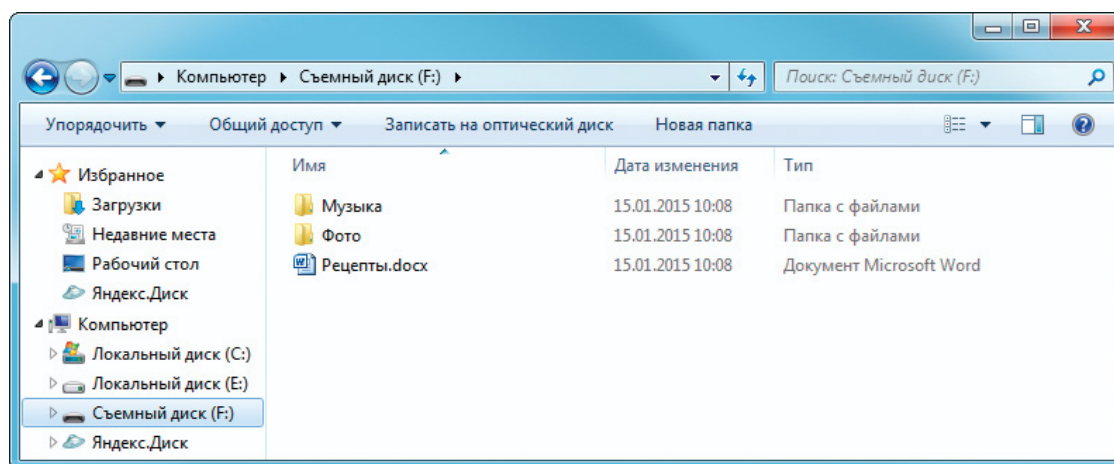 Компьютер ▸ Съемный диск (F:) ▸
Поиск: Съемный диск (F:)
Упорядочить Общий доступ Записать на оптический диск Новая папка
Имя Дата изменения Тип
Избранное
Загрузки
Недавние места
Рабочий стол
Яндекс.Диск
Компьютер
Локальный диск (C:)
Локальный диск (E:)
Съемный диск (F:)
Яндекс.Диск
Музыка 15.01.2015 10:08 Папка с файлами
Фото 15.01.2015 10:08 Папка с файлами
Рецепты.docx 15.01.2015 10:08 Документ Microsoft Word